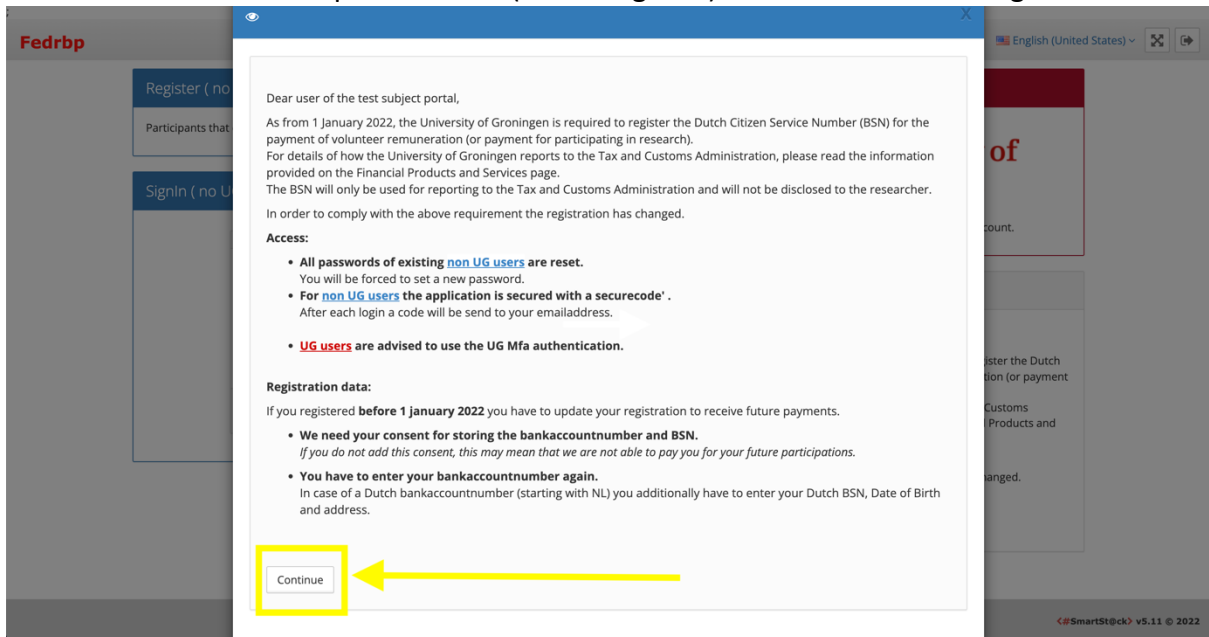 X
Fedrbp
English (United States)
Register ( no
Participants that
SignIn ( no U
Dear user of the test subject portal,
As from 1 January 2022, the University of Groningen is required to register the Dutch Citizen Service Number (BSN) for the
payment of volunteer remuneration (or payment for participating in research).
For details of how the University of Groningen reports to the Tax and Customs Administration, please read the information
provided on the Financial Products and Services page.
The BSN will only be used for reporting to the Tax and Customs Administration and will not be disclosed to the researcher.
In order to comply with the above requirement the registration has changed.
Access:
• All passwords of existing non UG users are reset.
You will be forced to set a new password.
• For non UG users the application is secured with a securecode' .
After each login a code will be send to your emailaddress.
• UG users are advised to use the UG Mfa authentication.
Registration data:
If you registered before 1 january 2022 you have to update your registration to receive future payments.
• We need your consent for storing the bankaccountnumber and BSN.
If you do not add this consent, this may mean that we are not able to pay you for your future participations.
• You have to enter your bankaccountnumber again.
In case of a Dutch bankaccountnumber (starting with NL) you additionally have to enter your Dutch BSN, Date of Birth
and address.
Continue
of
count.
ister the Dutch
tion (or payment
Customs
Products and
anged.
<#SmartSt@ck> v5.11 © 2022